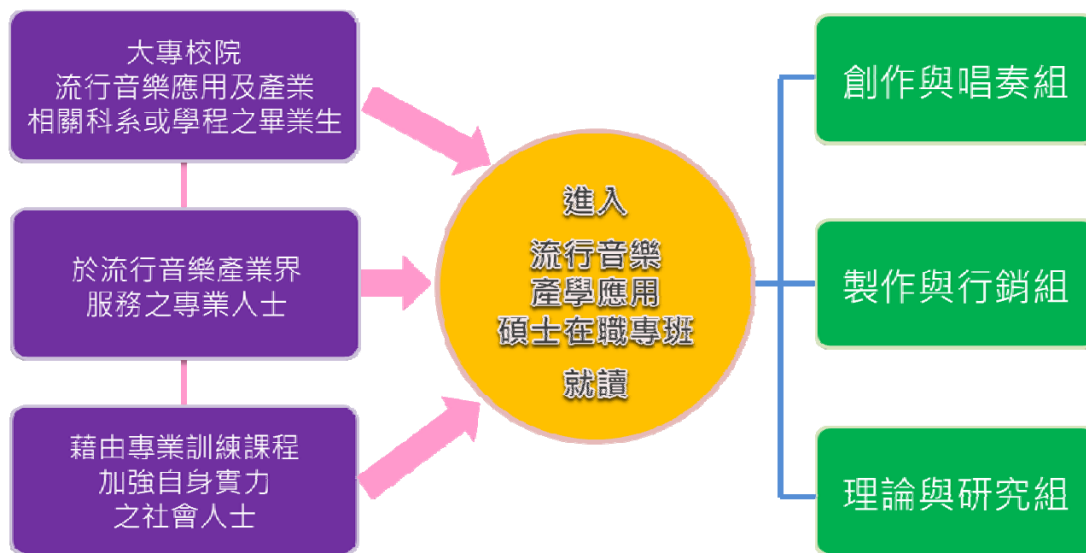 大專校院
流行音樂應用及產業
相關科系或學程之畢業生
於流行音樂產業界
服務之專業人士
藉由專業訓練課程
加強自身實力
之社會人士
進入
流行音樂
產學應用
碩士在職專班
就讀
創作與唱奏組
製作與行銷組
理論與研究組